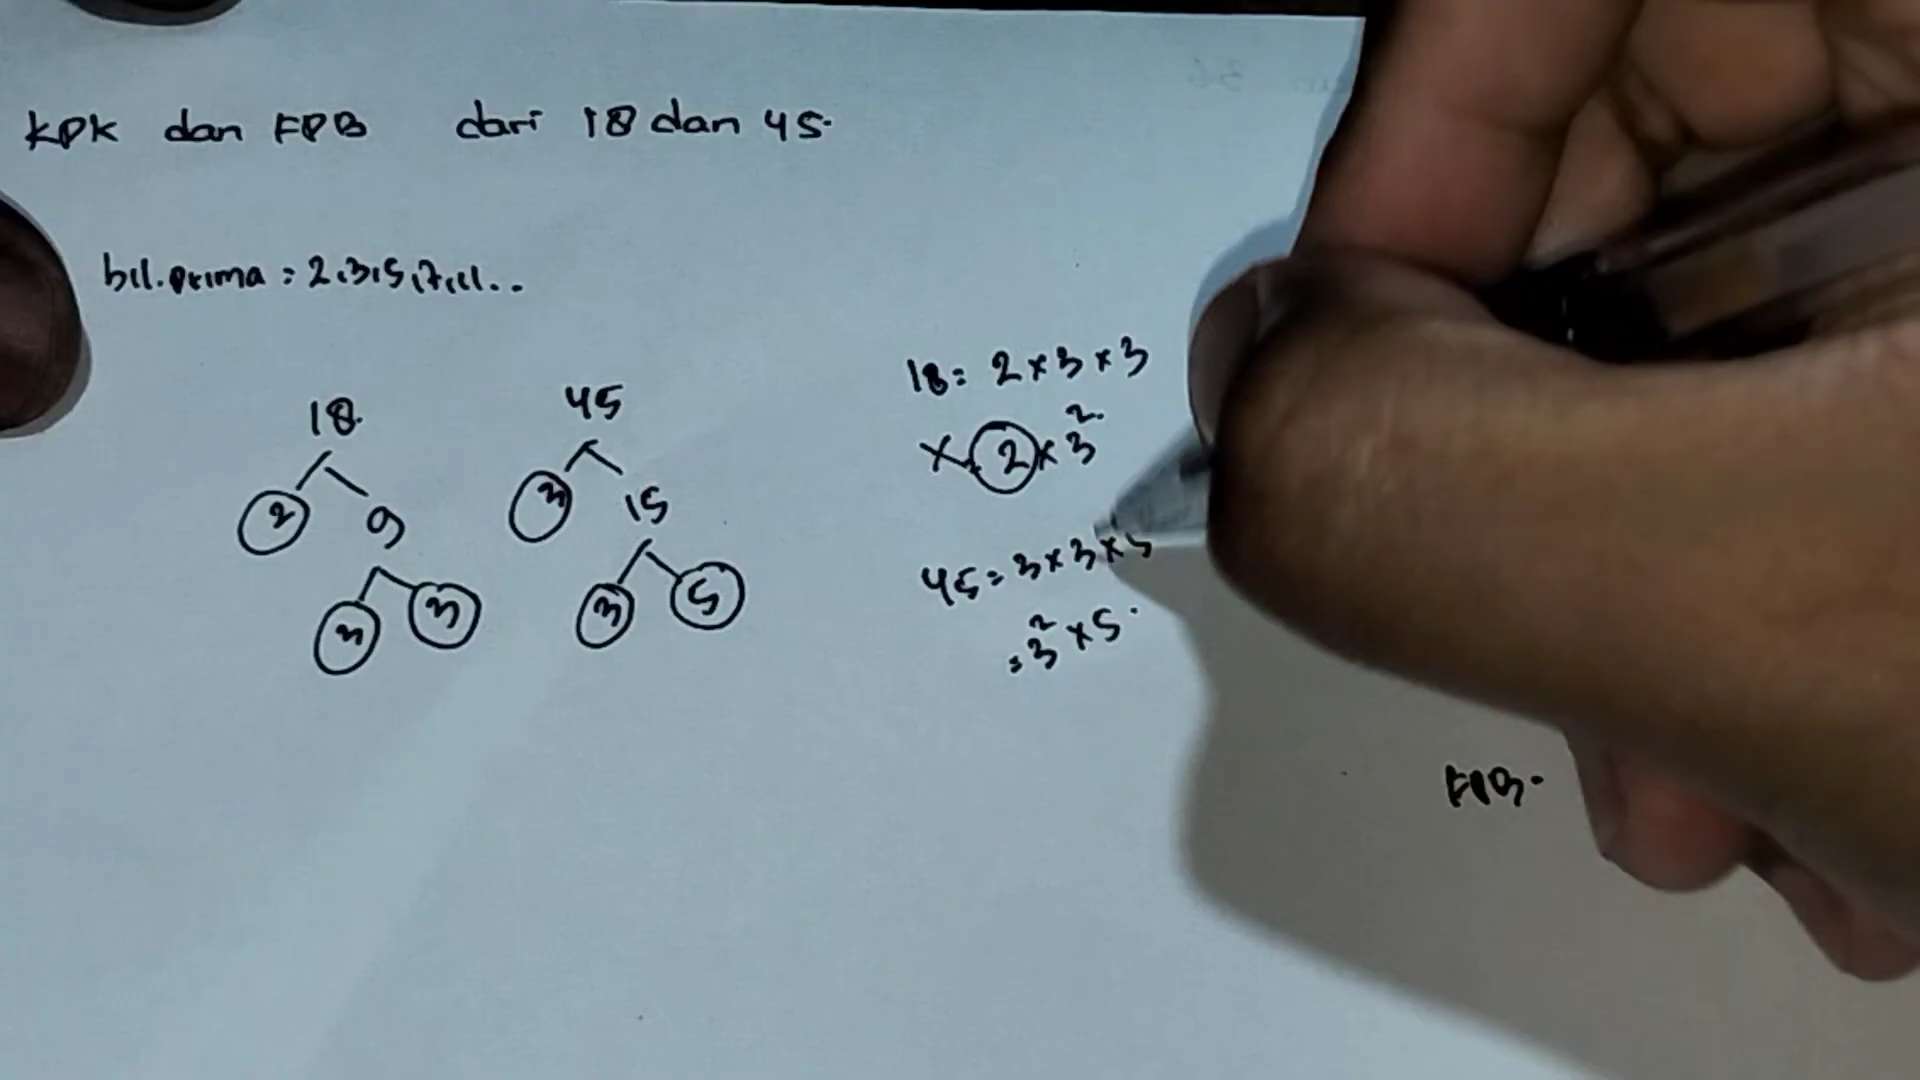 KPK dan FPB dari 18 dan 45.
bil. prima = 2,3,5,7,11...
18
2 9
3 3
45
3 15
3 5
18 = 2 × 3 × 3
× 2 × 3²
45 = 3 × 3 × 5
= 3² × 5
FPB.